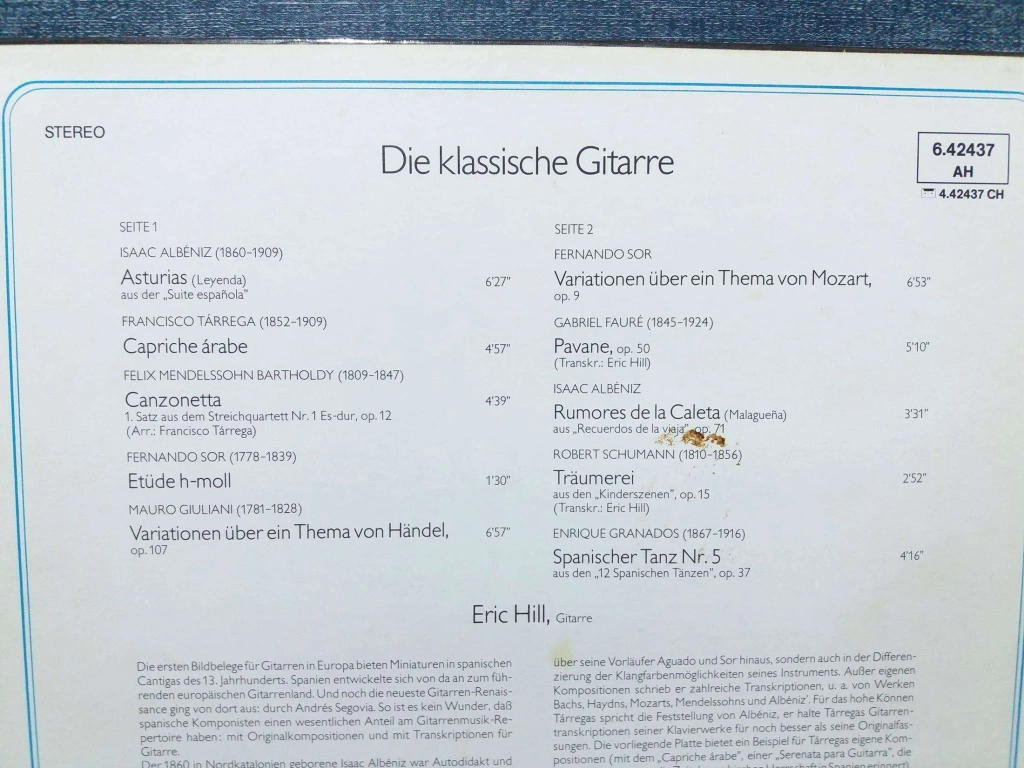 STEREO
Die klassische Gitarre
6.42437
AH
4.42437 CH
SEITE 1
ISAAC ALBÉNIZ (1860–1909)
Asturias (Leyenda) 6'27"
aus der „Suite española"
FRANCISCO TÁRREGA (1852–1909)
Capriche árabe 4'57"
FELIX MENDELSSOHN BARTHOLDY (1809–1847)
Canzonetta 4'39"
1. Satz aus dem Streichquartett Nr. 1 Es-dur, op. 12
(Arr.: Francisco Tárrega)
FERNANDO SOR (1778–1839)
Etüde h-moll 1'30"
MAURO GIULIANI (1781–1828)
Variationen über ein Thema von Händel, 6'57"
op. 107
SEITE 2
FERNANDO SOR
Variationen über ein Thema von Mozart, 6'53"
op. 9
GABRIEL FAURÉ (1845–1924)
Pavane, op. 50 5'10"
(Transkr.: Eric Hill)
ISAAC ALBÉNIZ
Rumores de la Caleta (Malagueña) 3'31"
aus „Recuerdos de la viaja", op. 71
ROBERT SCHUMANN (1810–1856)
Träumerei 2'52"
aus den „Kinderszenen", op. 15
(Transkr.: Eric Hill)
ENRIQUE GRANADOS (1867–1916)
Spanischer Tanz Nr. 5 4'16"
aus den „12 Spanischen Tänzen", op. 37
Eric Hill, Gitarre
Die ersten Bildbelege für Gitarren in Europa bieten Miniaturen in spanischen
Cantigas des 13. Jahrhunderts. Spanien entwickelte sich von da an zum füh-
renden europäischen Gitarrenland. Und noch die neueste Gitarren-Renais-
sance ging von dort aus: durch Andrés Segovia. So ist es kein Wunder, daß
spanische Komponisten einen wesentlichen Anteil am Gitarrenmusik-Re-
pertoire haben: mit Originalkompositionen und mit Transkriptionen für
Gitarre.
Der 1860 in Nordkatalonien geborene Isaac Albéniz war Autodidakt und
über seine Vorläufer Aguado und Sor hinaus, sondern auch in der Differen-
zierung der Klangfarbenmöglichkeiten seines Instruments. Außer eigenen
Kompositionen schrieb er zahlreiche Transkriptionen, u. a. von Werken
Bachs, Haydns, Mozarts, Mendelssohns und Albéniz'. Für das hohe Können
Tárregas spricht die Feststellung von Albéniz, er halte Tárregas Gitarren-
transkriptionen seiner Klavierwerke für noch besser als seine Originalfas-
sungen. Die vorliegende Platte bietet ein Beispiel für Tárregas eigene Kom-
positionen (mit dem „Capriche árabe", einer „Serenata para Guitarra", die